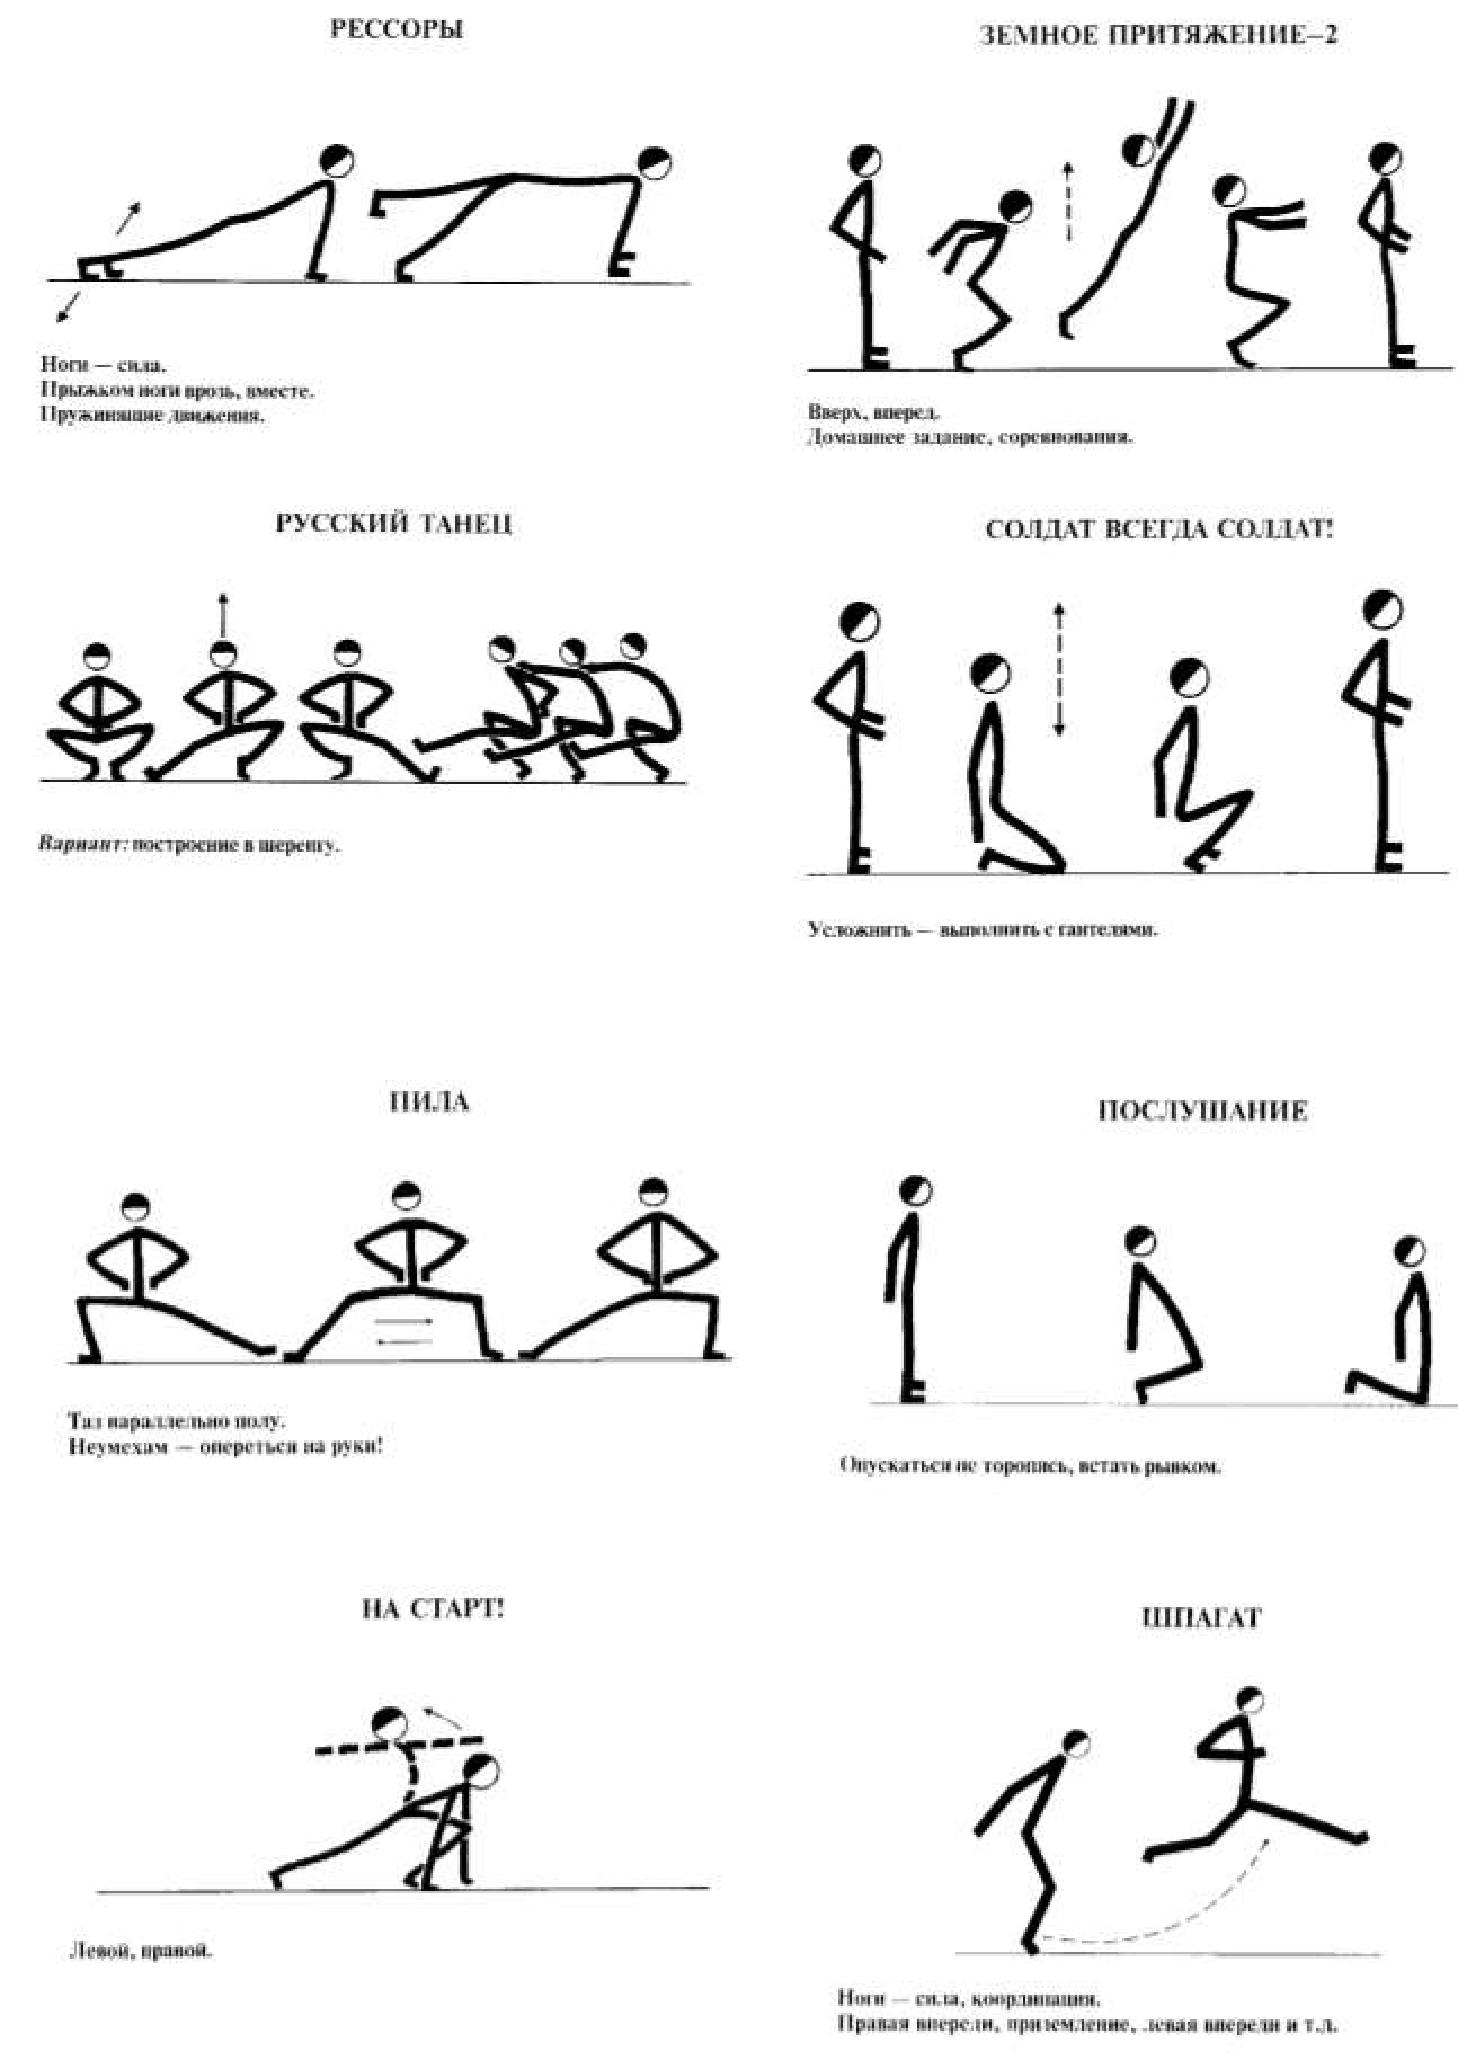 РЕССОРЫ
Ноги — сила.
Прыжком ноги врозь, вместе.
Пружинящие движения.
ЗЕМНОЕ ПРИТЯЖЕНИЕ–2
Вверх, вперед.
Домашнее задание, соревнования.
РУССКИЙ ТАНЕЦ
Вариант: построение в шеренгу.
СОЛДАТ ВСЕГДА СОЛДАТ!
Усложнить — выполнить с гантелями.
ПИЛА
Таз параллельно полу.
Неумехам — опереться на руки!
ПОСЛУШАНИЕ
Опускаться не торопясь, встать рывком.
НА СТАРТ!
Левой, правой.
ШПАГАТ
Ноги — сила, координация.
Правая впереди, приземление, левая впереди и т.д.